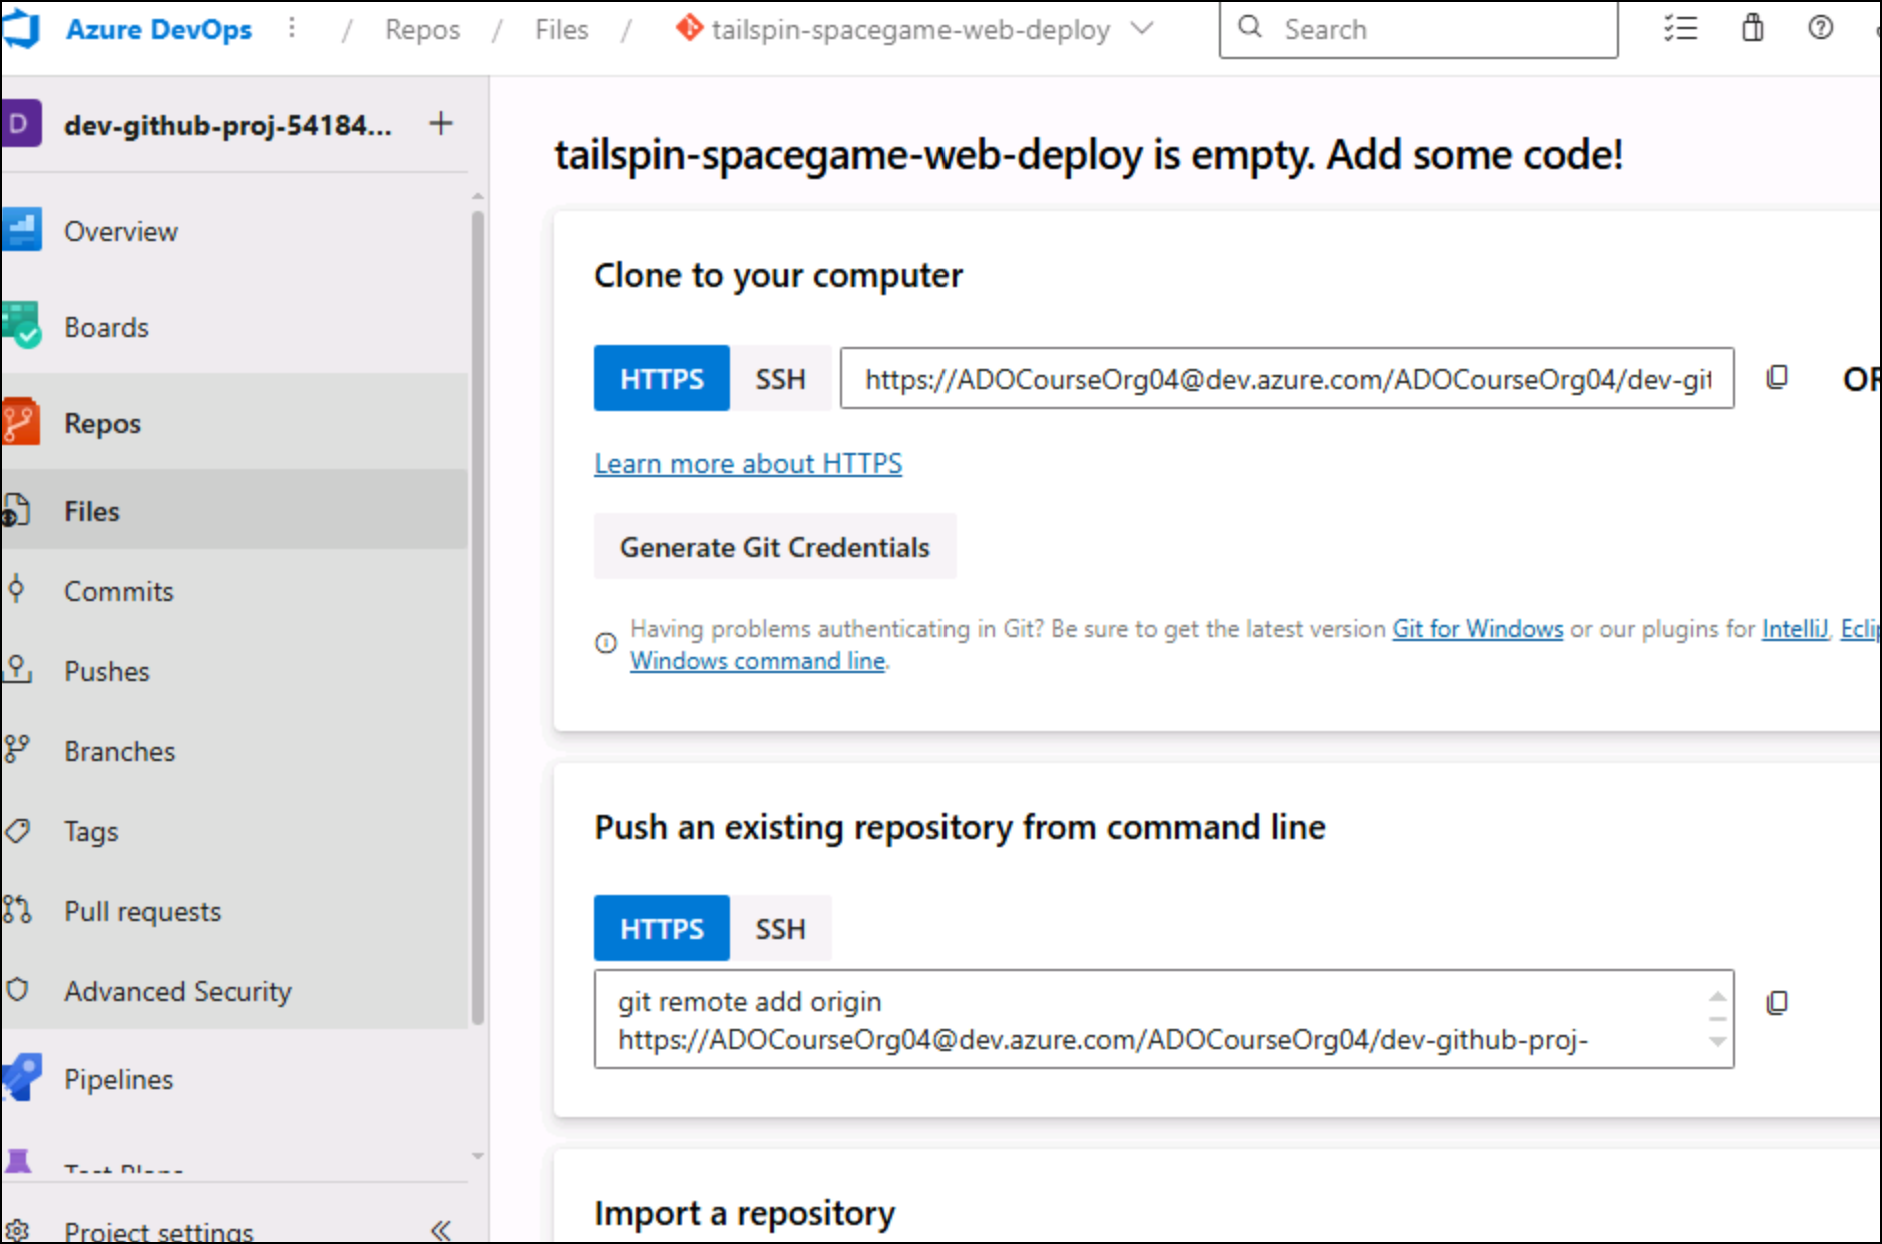 Azure DevOps / Repos / Files / tailspin-spacegame-web-deploy Search
D dev-github-proj-54184... +
Overview
Boards
Repos
Files
Commits
Pushes
Branches
Tags
Pull requests
Advanced Security
Pipelines
Test Plans
Project settings
tailspin-spacegame-web-deploy is empty. Add some code!
Clone to your computer
HTTPS SSH https://ADOCourseOrg04@dev.azure.com/ADOCourseOrg04/dev-git OR
Learn more about HTTPS
Generate Git Credentials
Having problems authenticating in Git? Be sure to get the latest version Git for Windows or our plugins for IntelliJ, Eclip
Windows command line.
Push an existing repository from command line
HTTPS SSH
git remote add origin
https://ADOCourseOrg04@dev.azure.com/ADOCourseOrg04/dev-github-proj-
Import a repository